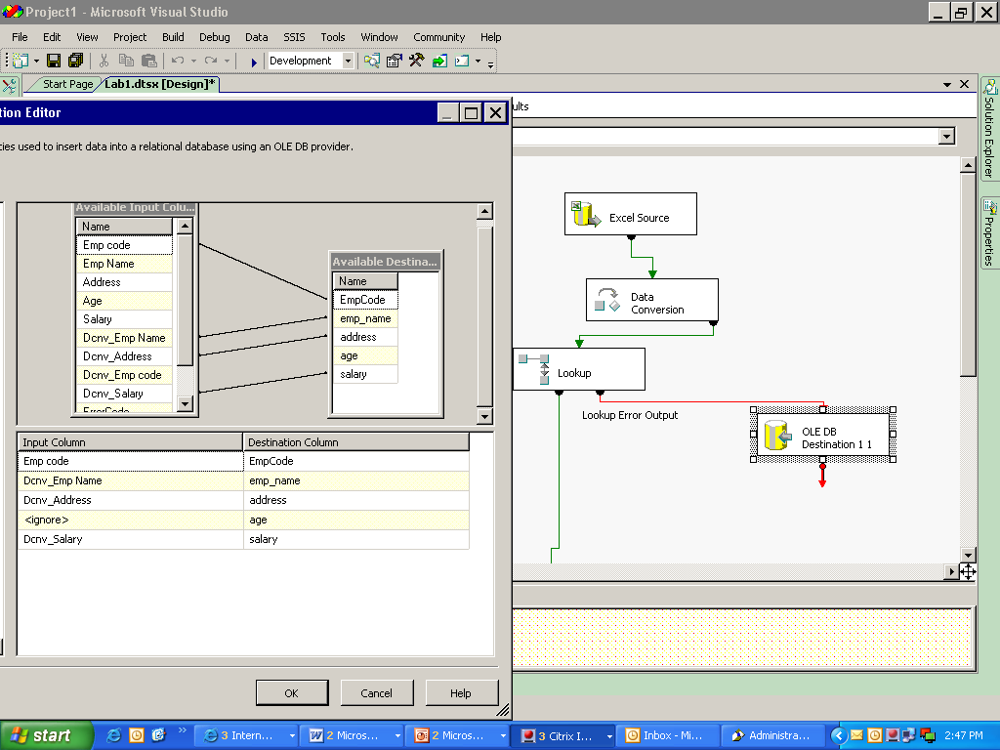 Project1 - Microsoft Visual Studio
File Edit View Project Build Debug Data SSIS Tools Window Community Help
Development
Start Page Lab1.dtsx [Design]*
tion Editor
ults
ties used to insert data into a relational database using an OLE DB provider.
Available Input Colu...
Name
Emp code
Emp Name
Address
Age
Salary
Dcnv_Emp Name
Dcnv_Address
Dcnv_Emp code
Dcnv_Salary
ErrorCode
Available Destina...
Name
EmpCode
emp_name
address
age
salary
Input Column Destination Column
Emp code EmpCode
Dcnv_Emp Name emp_name
Dcnv_Address address
<ignore> age
Dcnv_Salary salary
OK Cancel Help
Excel Source
Data
Conversion
Lookup
Lookup Error Output
OLE DB
Destination 1 1
Solution Explorer
Properties
start
3 Intern...
2 Micros...
2 Micros...
3 Citrix I...
Inbox - Mi...
Administra...
2:47 PM